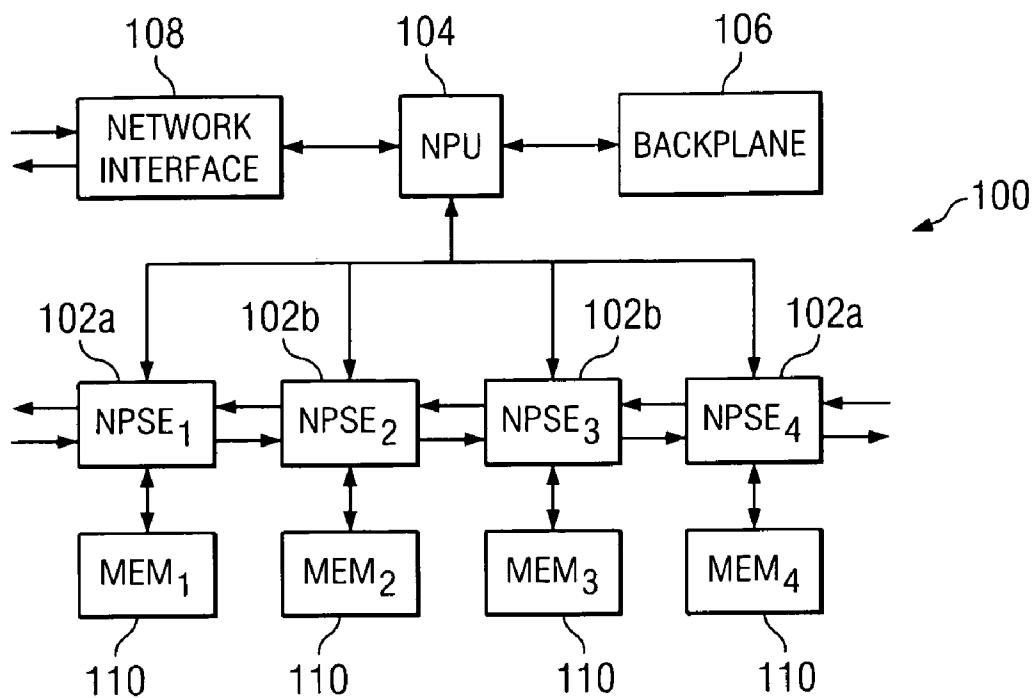 108
104
106
NETWORK
INTERFACE
NPU
BACKPLANE
100
102a
102b
102b
102a
NPSE1
NPSE2
NPSE3
NPSE4
MEM1
MEM2
MEM3
MEM4
110
110
110
110